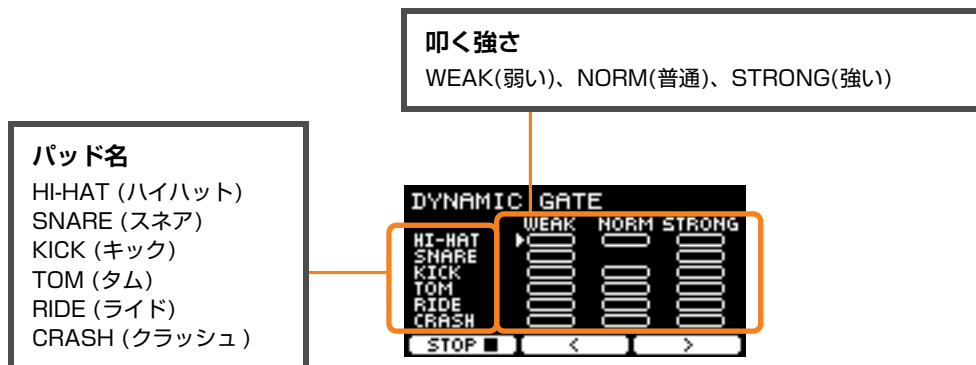 叩く強さ
WEAK(弱い)、NORM(普通)、STRONG(強い)
パッド名
HI-HAT (ハイハット)
SNARE (スネア)
KICK (キック)
TOM (タム)
RIDE (ライド)
CRASH (クラッシュ )
DYNAMIC GATE
WEAK NORM STRONG
HI-HAT
SNARE
KICK
TOM
RIDE
CRASH
STOP ■ < >